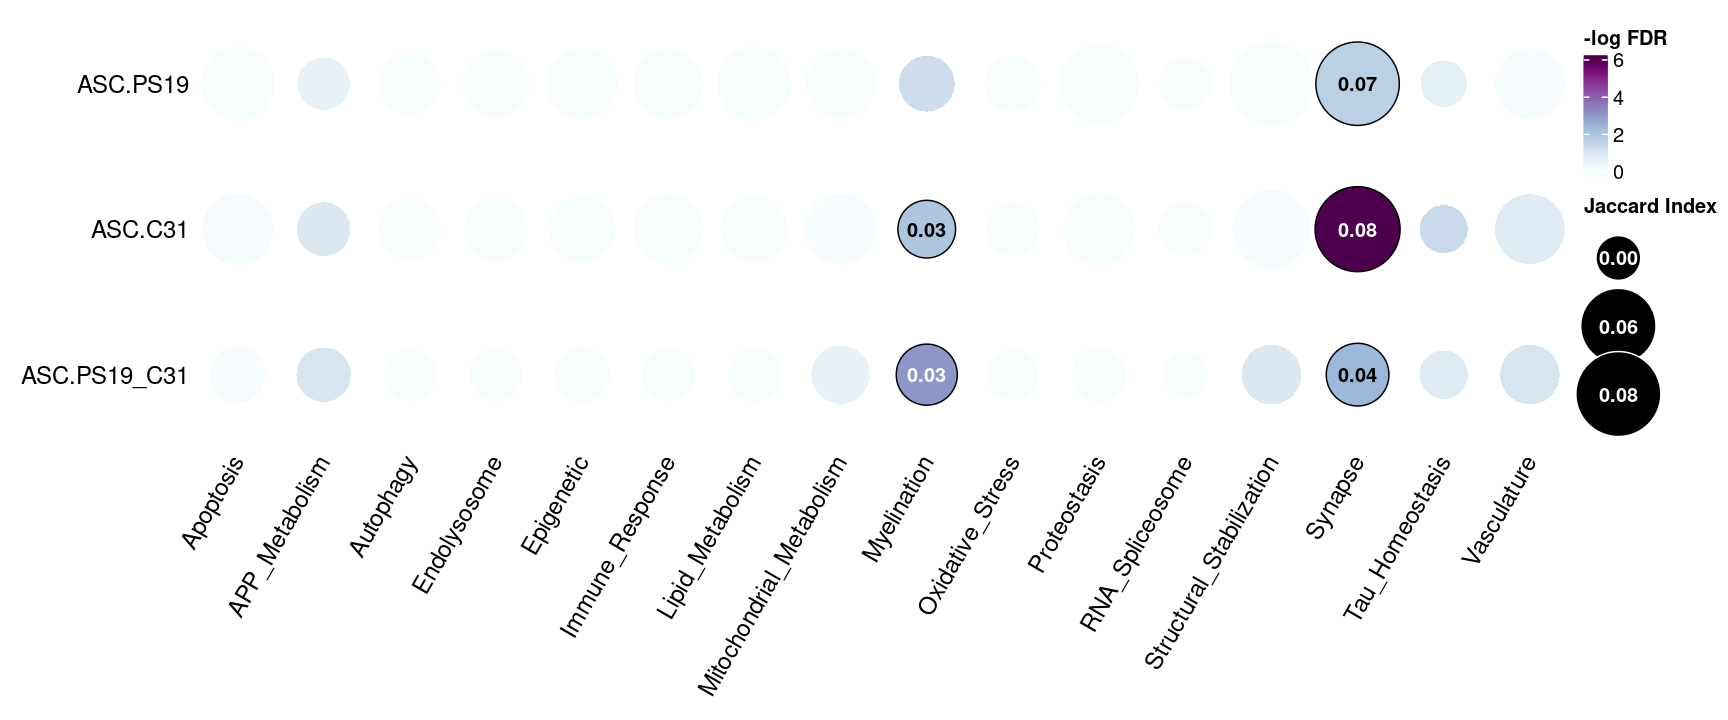 -log FDR
6
4
2
0
Jaccard Index
0.00
0.06
0.08
ASC.PS19
0.07
ASC.C31
0.03
0.08
ASC.PS19_C31
0.03
0.04
Apoptosis
APP_Metabolism
Autophagy
Endolysosome
Epigenetic
Immune_Response
Lipid_Metabolism
Mitochondrial_Metabolism
Myelination
Oxidative_Stress
Proteostasis
RNA_Spliceosome
Structural_Stabilization
Synapse
Tau_Homeostasis
Vasculature